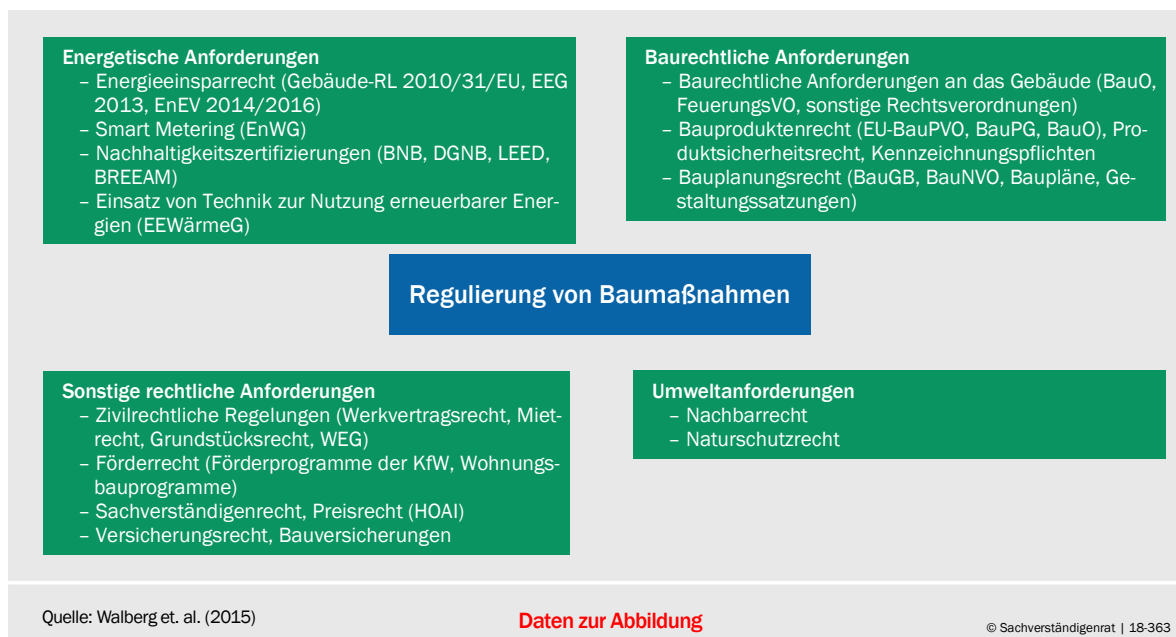 Energetische Anforderungen
– Energieeinsparrecht (Gebäude-RL 2010/31/EU, EEG
2013, EnEV 2014/2016)
– Smart Metering (EnWG)
– Nachhaltigkeitszertifizierungen (BNB, DGNB, LEED,
BREEAM)
– Einsatz von Technik zur Nutzung erneuerbarer Ener-
gien (EEWärmeG)
Baurechtliche Anforderungen
– Baurechtliche Anforderungen an das Gebäude (BauO,
FeuerungsVO, sonstige Rechtsverordnungen)
– Bauproduktenrecht (EU-BauPVO, BauPG, BauO), Pro-
duktsicherheitsrecht, Kennzeichnungspflichten
– Bauplanungsrecht (BauGB, BauNVO, Baupläne, Ge-
staltungssatzungen)
Regulierung von Baumaßnahmen
Sonstige rechtliche Anforderungen
– Zivilrechtliche Regelungen (Werkvertragsrecht, Miet-
recht, Grundstücksrecht, WEG)
– Förderrecht (Förderprogramme der KfW, Wohnungs-
bauprogramme)
– Sachverständigenrecht, Preisrecht (HOAI)
– Versicherungsrecht, Bauversicherungen
Umweltanforderungen
– Nachbarrecht
– Naturschutzrecht
Quelle: Walberg et. al. (2015)
Daten zur Abbildung
© Sachverständigenrat | 18-363